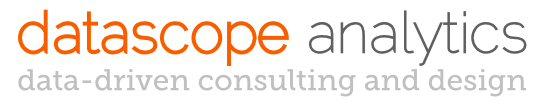 datascope analytics
data-driven consulting and design